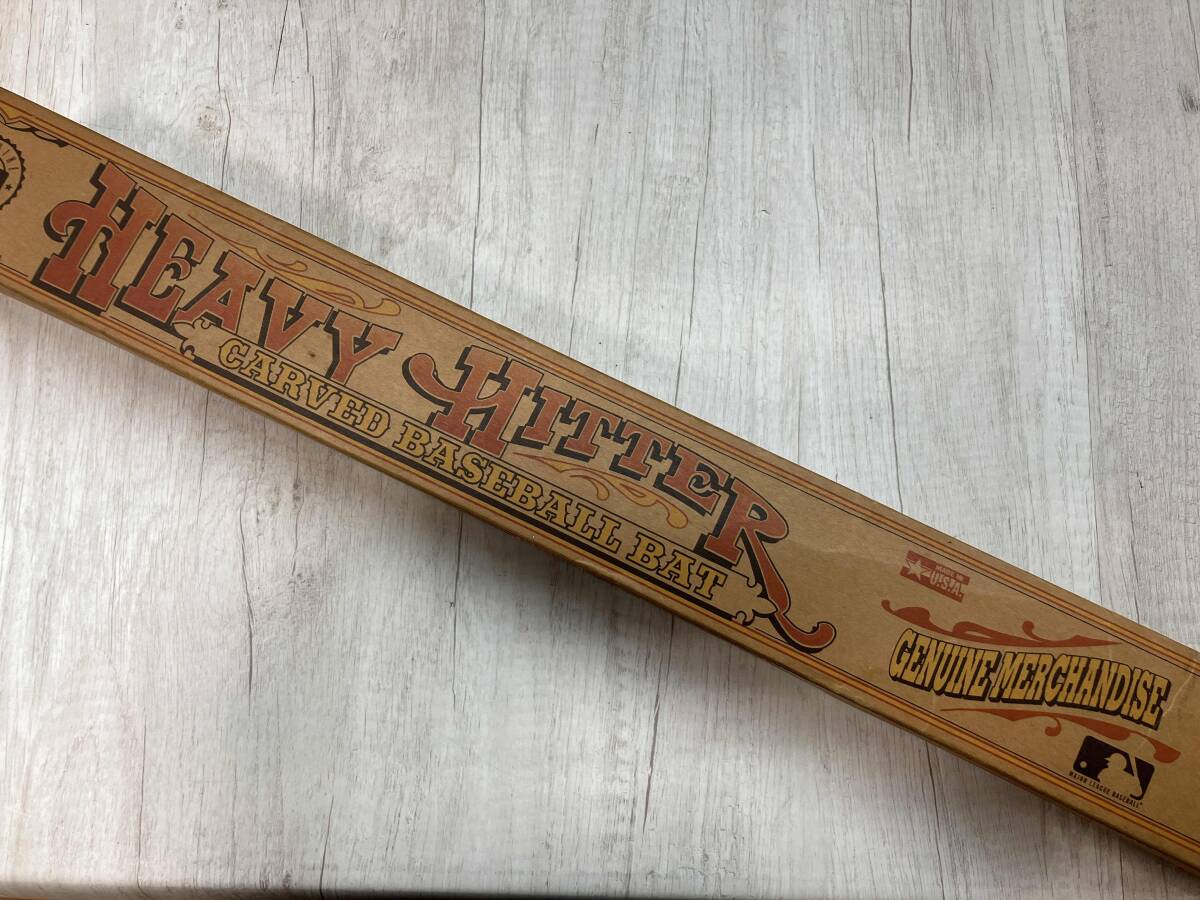 HEAVY HITTER
CARVED BASEBALL BAT
MADE IN
U.S.A.
GENUINE MERCHANDISE
MAJOR LEAGUE BASEBALL